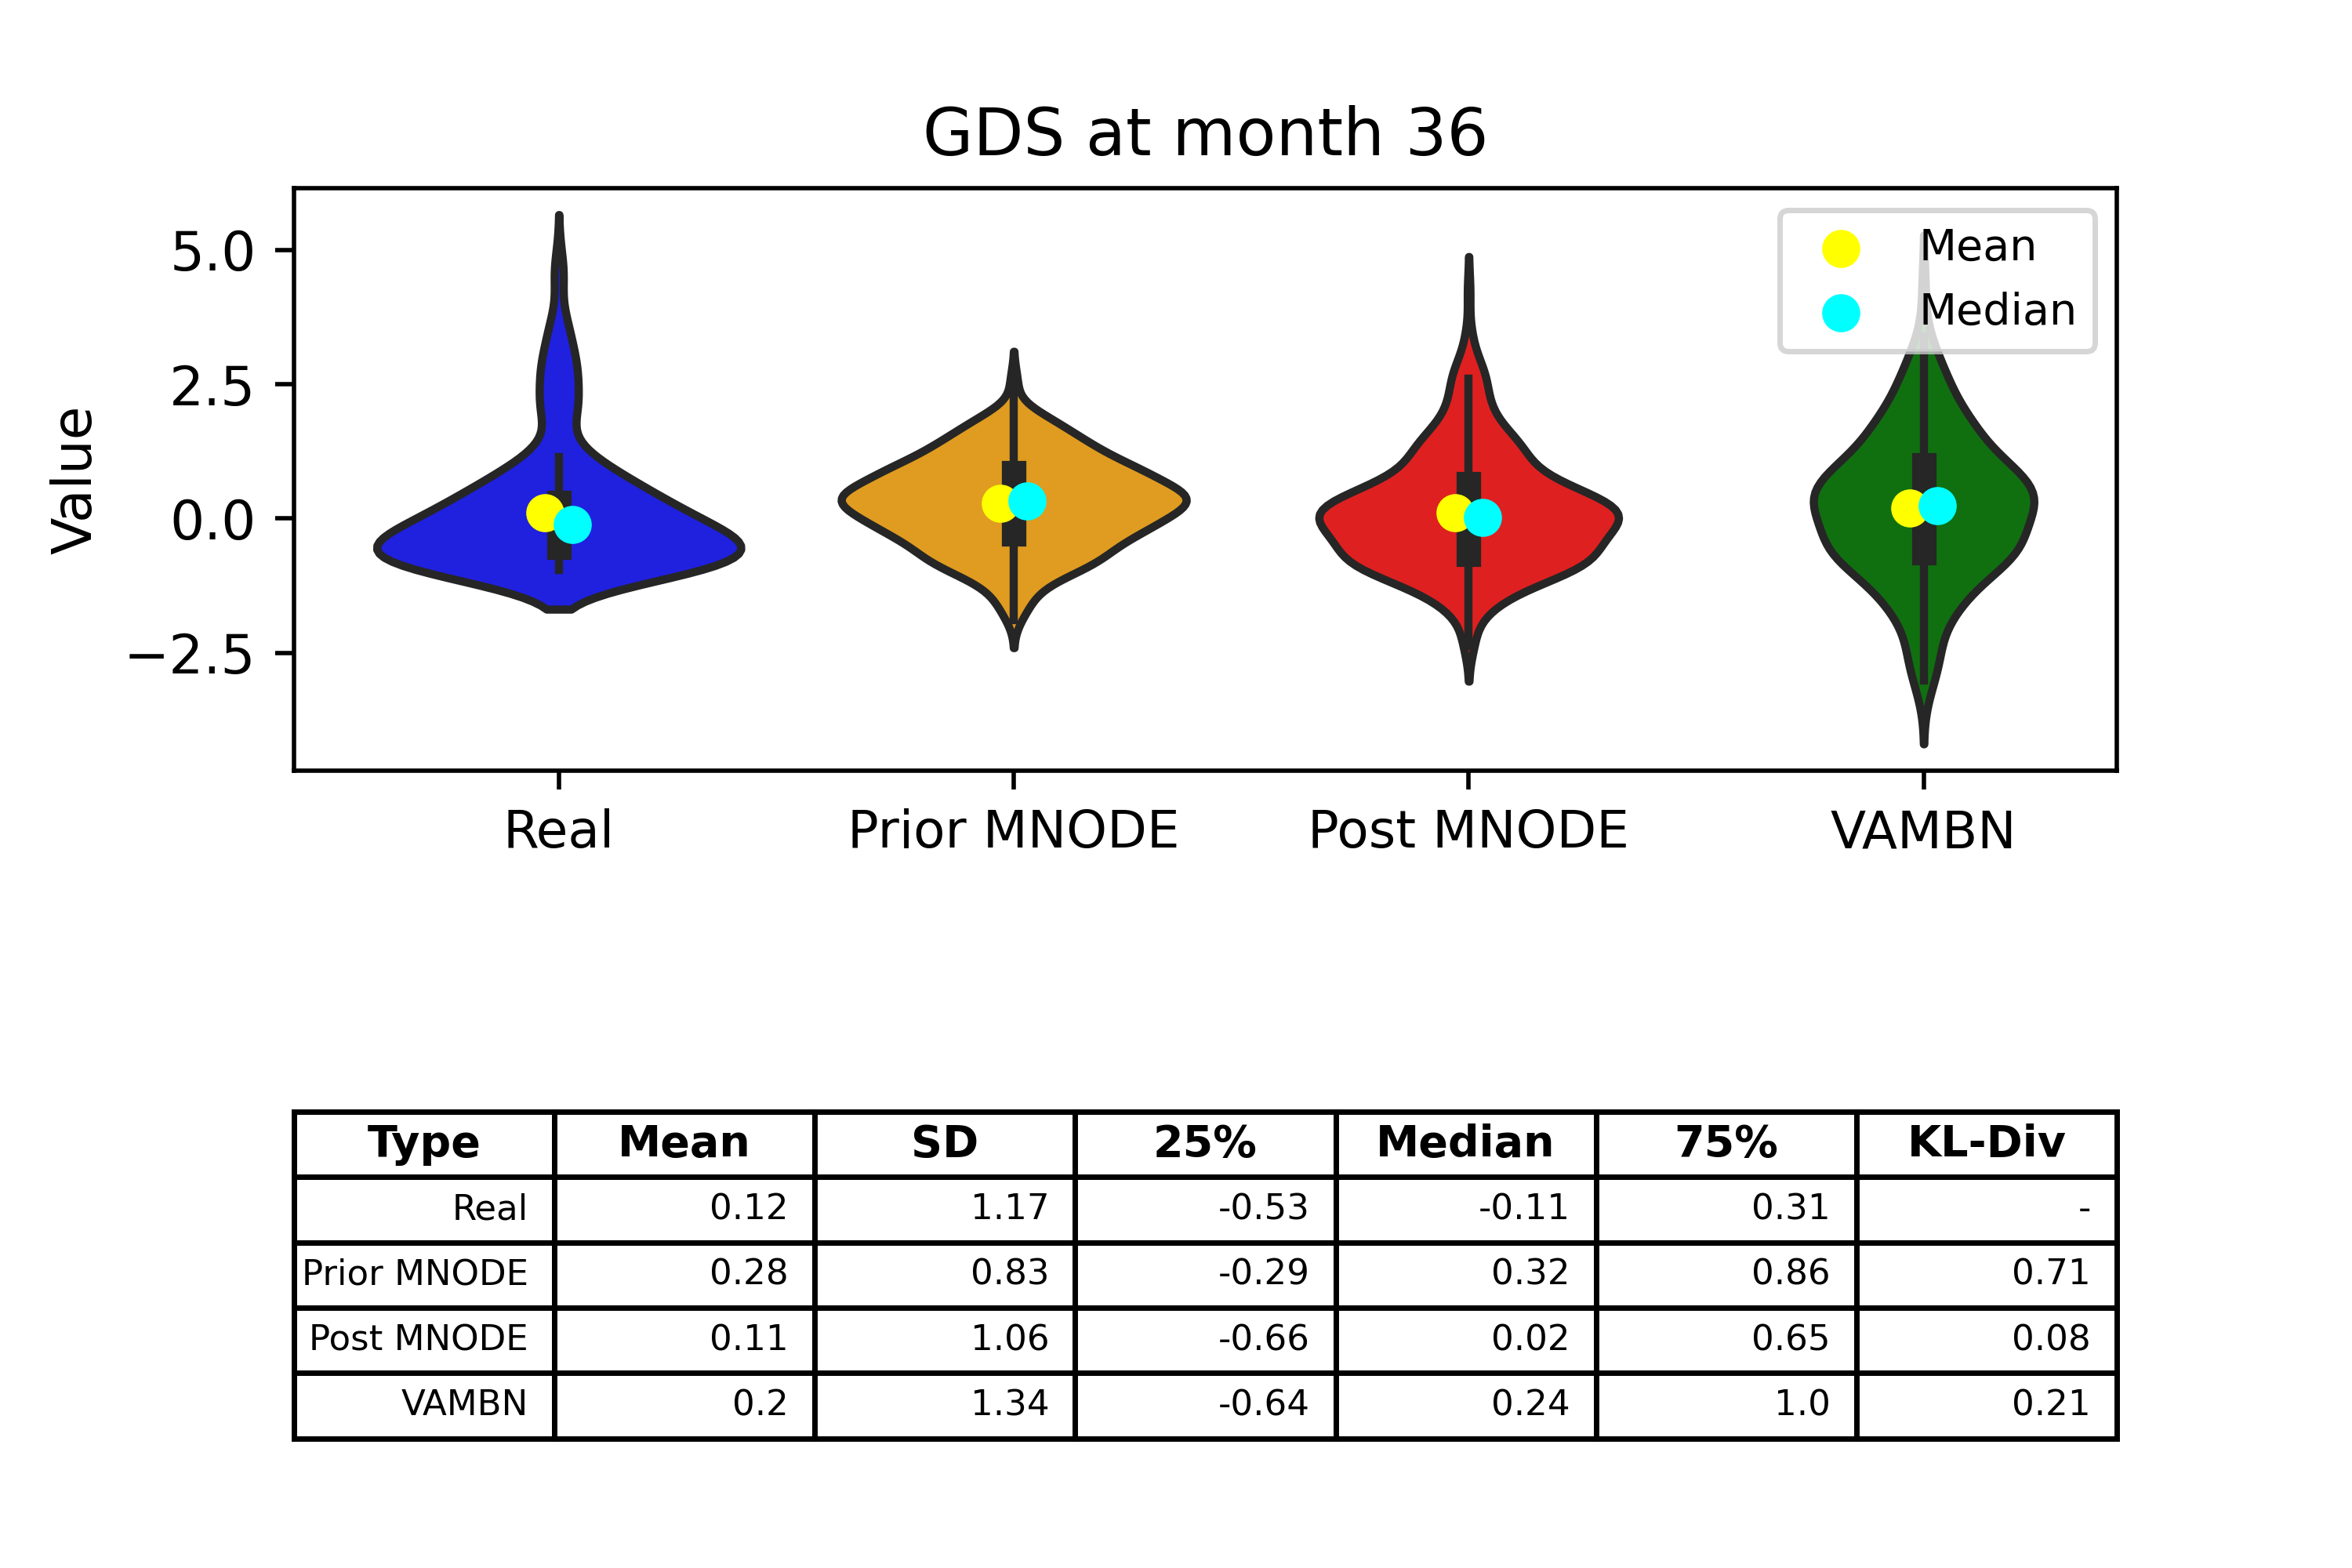 GDS at month 36
Value
5.0
2.5
0.0
−2.5
Mean
Median
Real Prior MNODE Post MNODE VAMBN
Type Mean SD 25% Median 75% KL-Div
Real 0.12 1.17 -0.53 -0.11 0.31 -
Prior MNODE 0.28 0.83 -0.29 0.32 0.86 0.71
Post MNODE 0.11 1.06 -0.66 0.02 0.65 0.08
VAMBN 0.2 1.34 -0.64 0.24 1.0 0.21